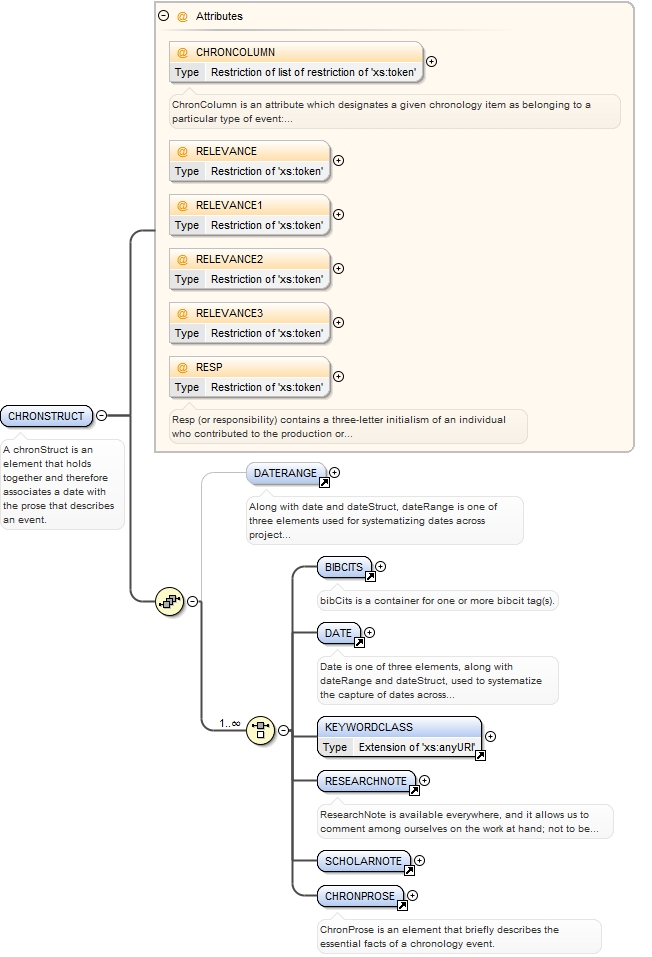 @ Attributes
@ CHRONCOLUMN
Type Restriction of list of restriction of 'xs:token'
ChronColumn is an attribute which designates a given chronology item as belonging to a
particular type of event:...
@ RELEVANCE
Type Restriction of 'xs:token'
@ RELEVANCE1
Type Restriction of 'xs:token'
@ RELEVANCE2
Type Restriction of 'xs:token'
@ RELEVANCE3
Type Restriction of 'xs:token'
@ RESP
Type Restriction of 'xs:token'
Resp (or responsibility) contains a three-letter initialism of an individual
who contributed to the production or...
CHRONSTRUCT
A chronStruct is an
element that holds
together and therefore
associates a date with
the prose that describes
an event.
DATERANGE
Along with date and dateStruct, dateRange is one of
three elements used for systematizing dates across
project...
BIBCITS
bibCits is a container for one or more bibcit tag(s).
DATE
Date is one of three elements, along with
dateRange and dateStruct, used to systematize
the capture of dates across...
1..∞
KEYWORDCLASS
Type Extension of 'xs:anyURI'
RESEARCHNOTE
ResearchNote is available everywhere, and it allows us to
comment among ourselves on the work at hand; not to be...
SCHOLARNOTE
CHRONPROSE
ChronProse is an element that briefly describes the
essential facts of a chronology event.